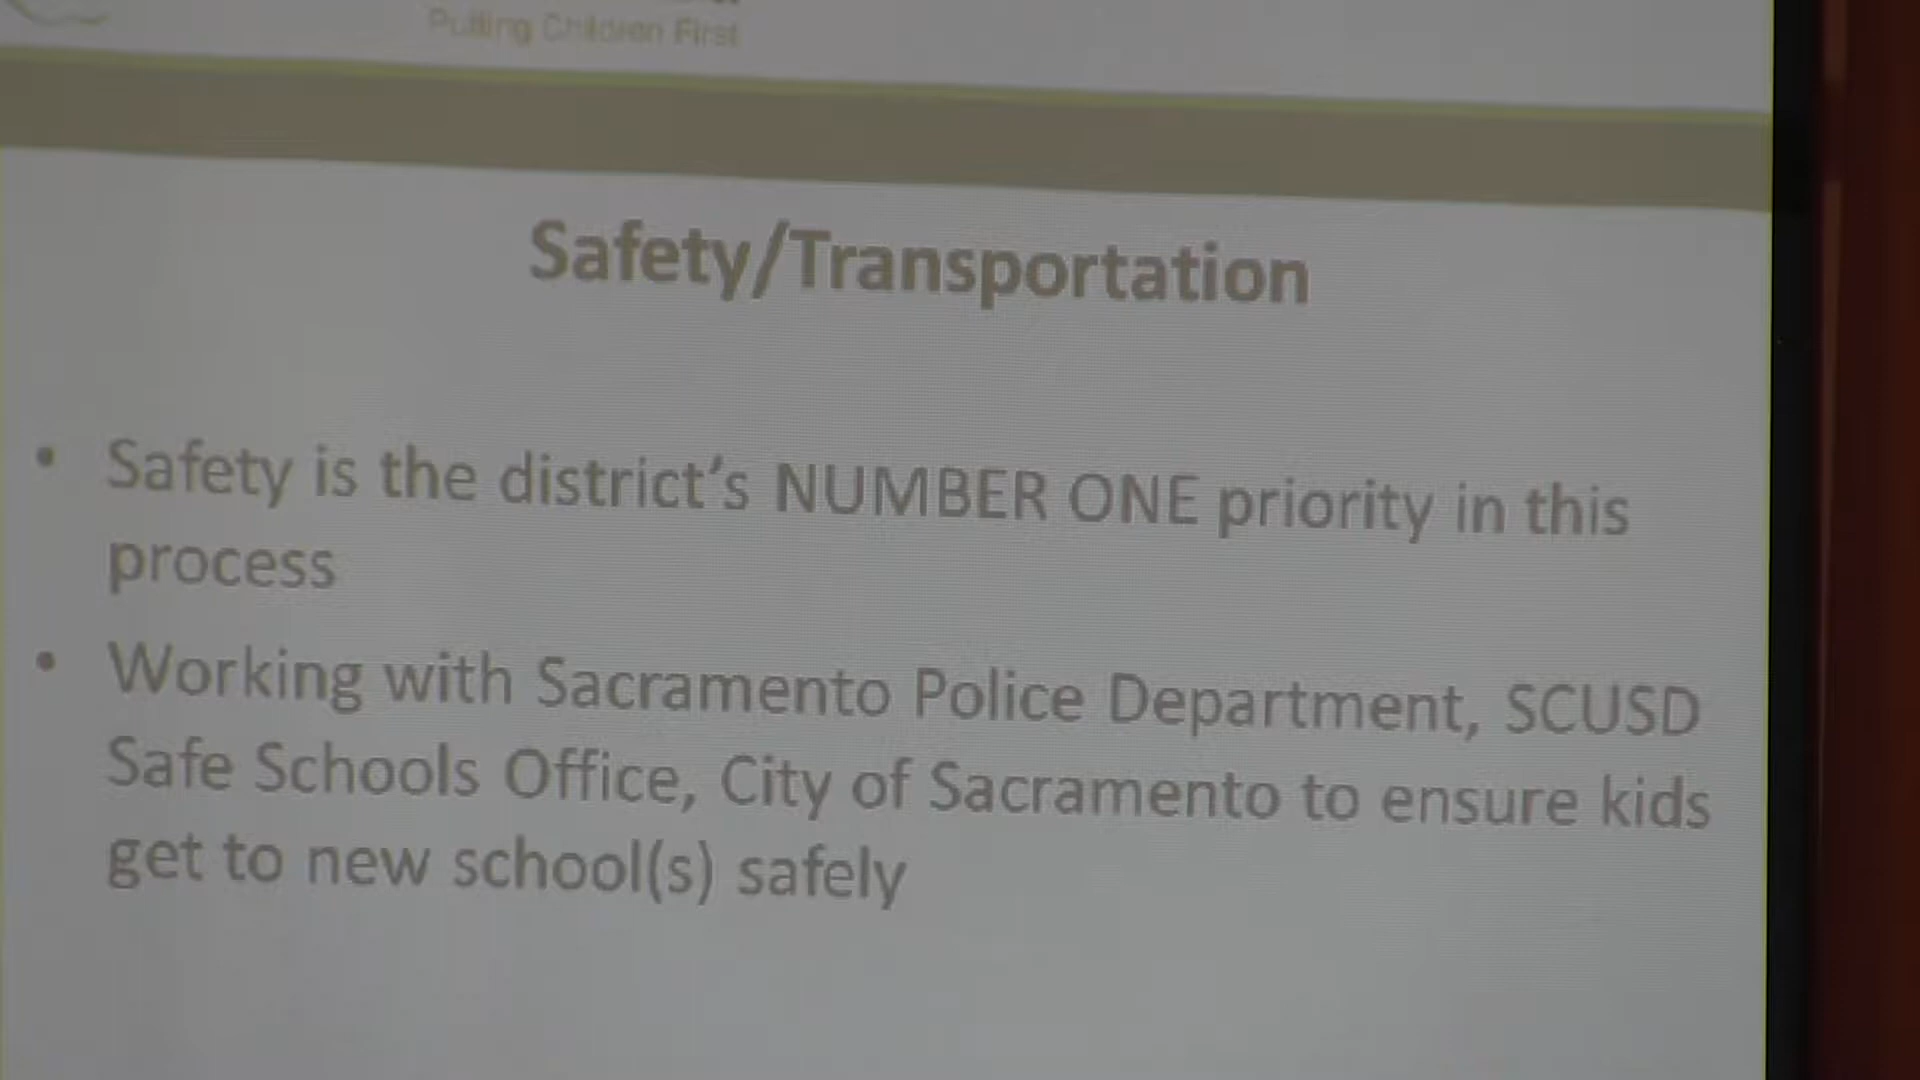 Putting Children First
Safety/Transportation
• Safety is the district's NUMBER ONE priority in this
process
• Working with Sacramento Police Department, SCUSD
Safe Schools Office, City of Sacramento to ensure kids
get to new school(s) safely